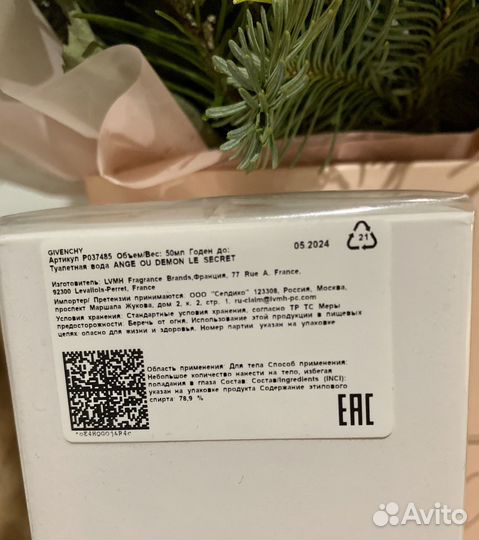 GIVENCHY
Артикул P037485 Объем/Вес: 50мл Годен до: 05.2024
Туалетная вода ANGE OU DEMON LE SECRET
21
Изготовитель: LVMH Fragrance Brands,Франция, 77 Rue A. France,
92300 Levallois-Perret, France
Импортер/ Претензии принимаются: ООО "Селдико" 123308, Россия, Москва,
проспект Маршала Жукова, дом 2, к. 2, стр. 1. ru-claim@lvmh-pc.com
Условия хранения: Стандартные условия хранения, согласно ТР ТС Меры
предосторожности: Беречь от огня. Использование этой продукции в пищевых
целях опасно для жизни и здоровья. Номер партии указан на упаковке
Область применения: Для тела Способ применения:
Небольшое количество нанести на тело, избегая
попадания в глаза Состав: Состав/Ingredients (INCI):
указан на упаковке продукта Содержание этилового
спирта: 78,9 %
EAC
Avito